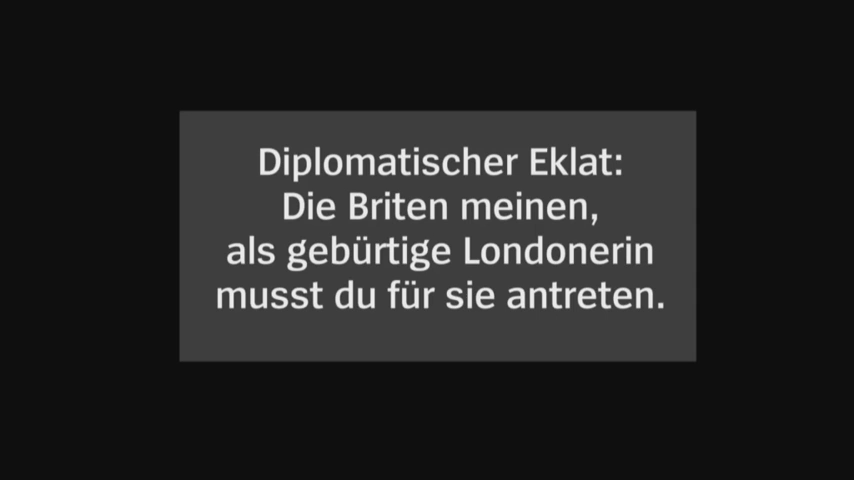 Diplomatischer Eklat:
Die Briten meinen,
als gebürtige Londonerin
musst du für sie antreten.